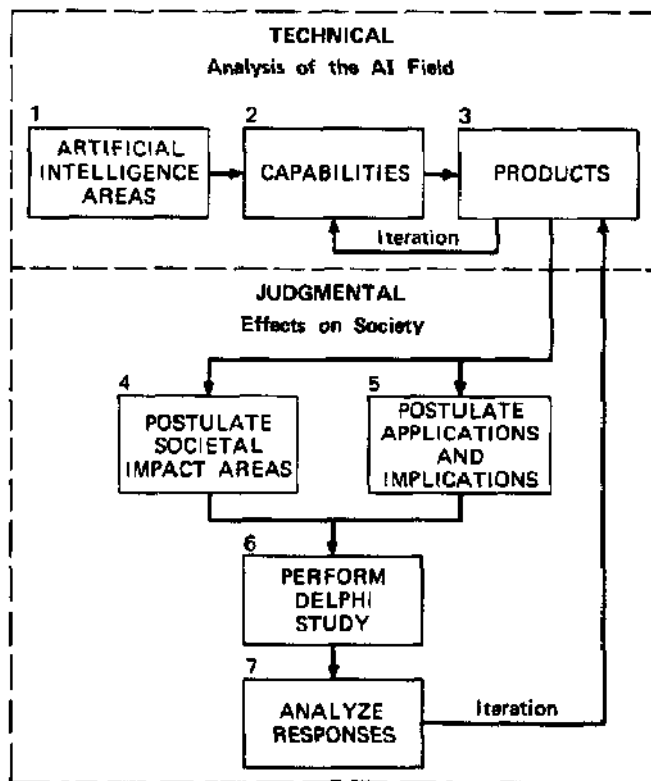 TECHNICAL
Analysis of the AI Field
1
ARTIFICIAL
INTELLIGENCE
AREAS
2
CAPABILITIES
3
PRODUCTS
Iteration
JUDGMENTAL
Effects on Society
4
POSTULATE
SOCIETAL
IMPACT AREAS
5
POSTULATE
APPLICATIONS
AND
IMPLICATIONS
6
PERFORM
DELPHI
STUDY
7
ANALYZE
RESPONSES
Iteration